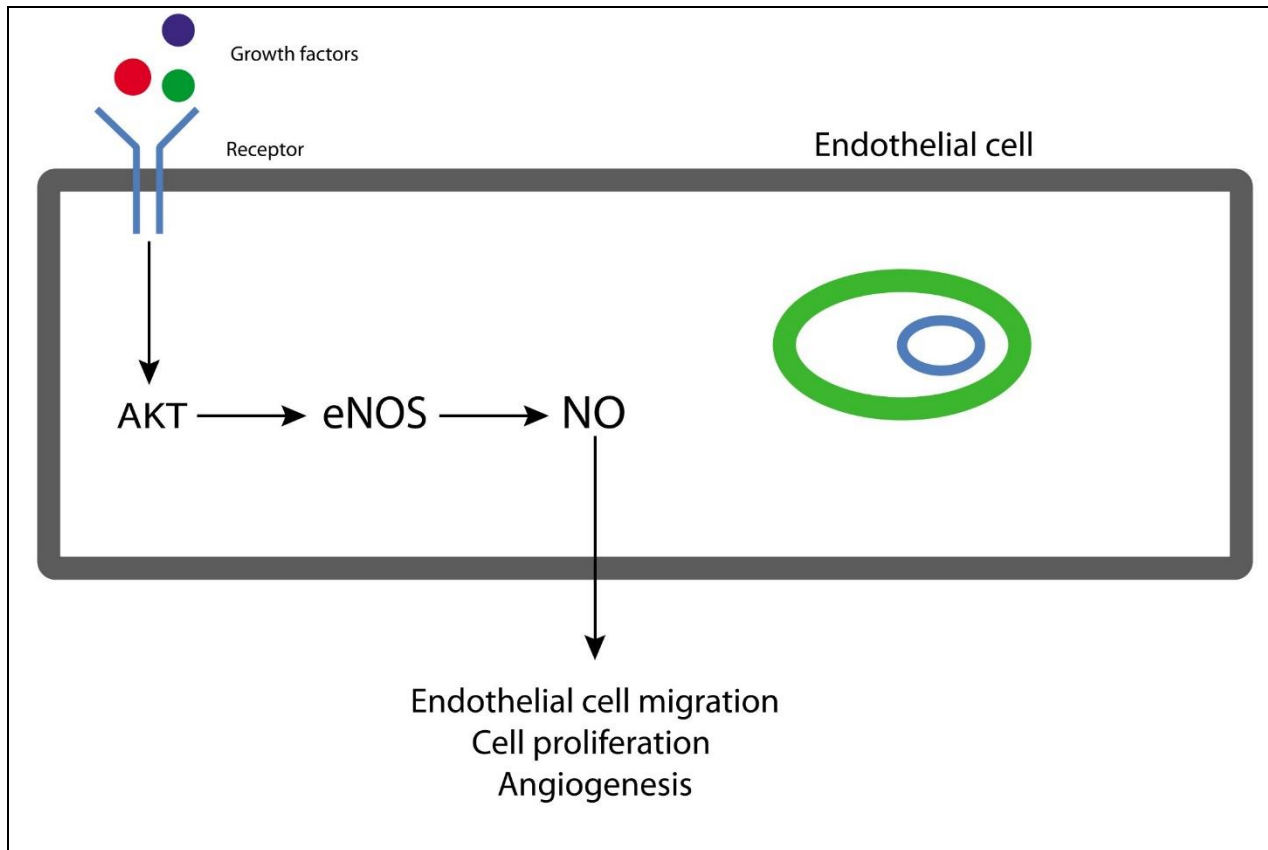 Growth factors
Receptor
Endothelial cell
AKT
eNOS
NO
Endothelial cell migration
Cell proliferation
Angiogenesis